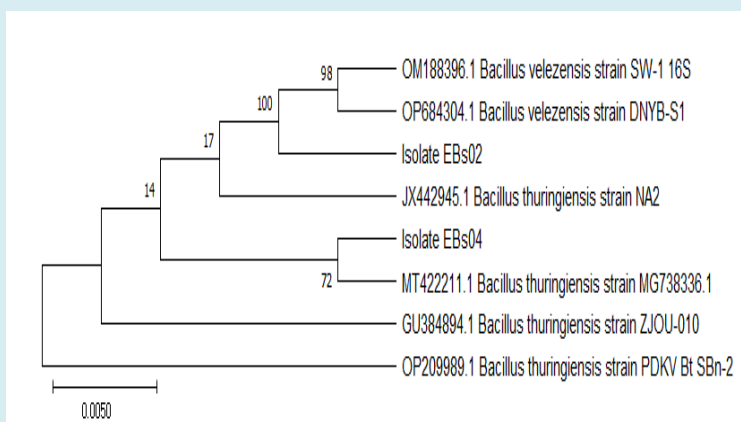 98
OM188396.1 Bacillus velezensis strain SW-1 16S
100
OP684304.1 Bacillus velezensis DNYB-S1
17
Isolate EBs02
14
JX442945.1 Bacillus thuringiensis strain NA2
Isolate EBs04
72
MT422211.1 Bacillus thuringiensis strain MG738336.1
GU384894.1 Bacillus thuringiensis strain ZJOU-010
OP209989.1 Bacillus thuringiensis strain PDKV Bt SBn-2
0.0050